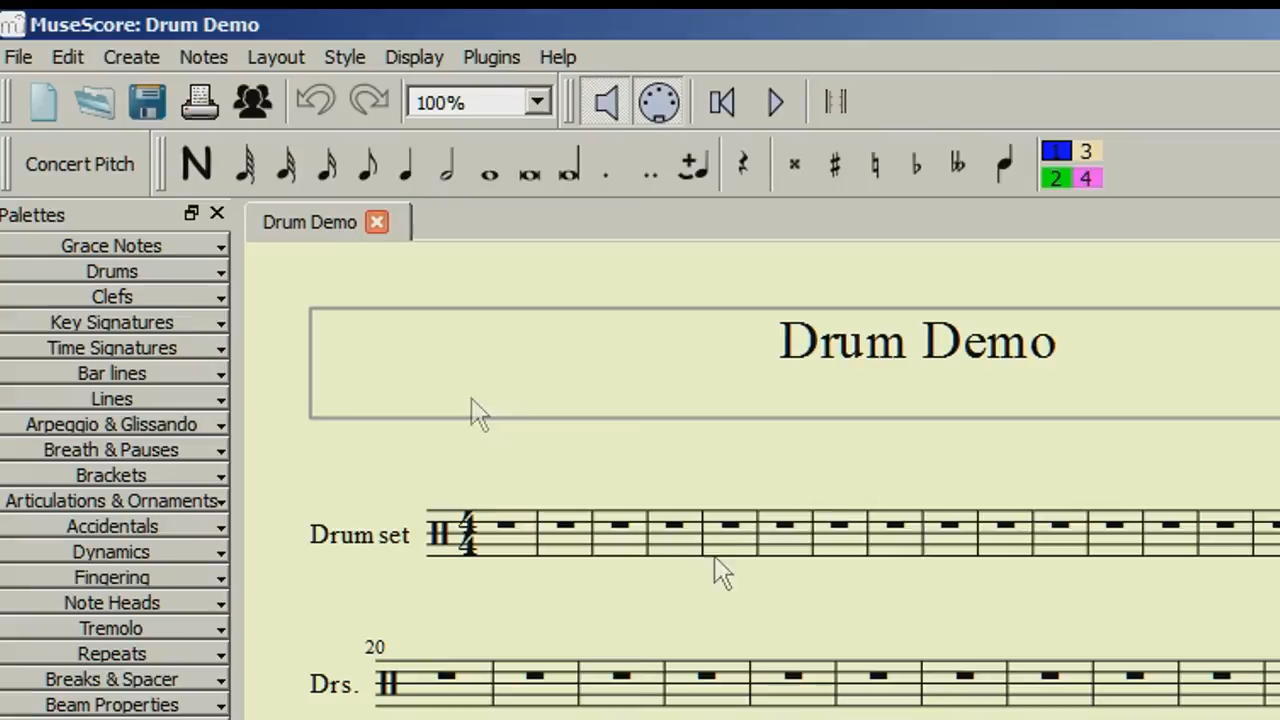 MuseScore: Drum Demo
File Edit Create Notes Layout Style Display Plugins Help
100%
Concert Pitch N 1 3
2 4
Palettes
Drum Demo
Grace Notes
Drums
Clefs
Key Signatures
Time Signatures
Bar lines
Lines
Arpeggio & Glissando
Breath & Pauses
Brackets
Articulations & Ornaments
Accidentals
Dynamics
Fingering
Note Heads
Tremolo
Repeats
Breaks & Spacer
Beam Properties
Drum Demo
Drum set 4
4
20
Drs.